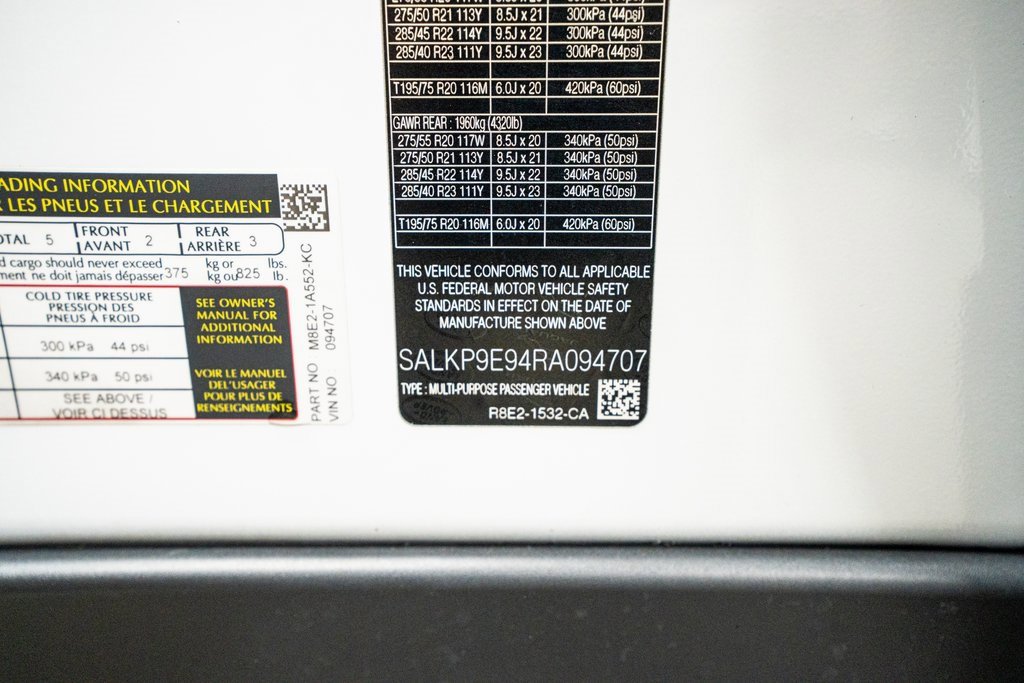 275/50 R21 113Y 8.5J x 21 300kPa (44psi)
285/45 R22 114Y 9.5J x 22 300kPa (44psi)
285/40 R23 111Y 9.5J x 23 300kPa (44psi)
T195/75 R20 116M 6.0J x 20 420kPa (60psi)
GAWR REAR : 1960kg (4320lb)
275/55 R20 117W 8.5J x 20 340kPa (50psi)
275/50 R21 113Y 8.5J x 21 340kPa (50psi)
285/45 R22 114Y 9.5J x 22 340kPa (50psi)
285/40 R23 111Y 9.5J x 23 340kPa (50psi)
T195/75 R20 116M 6.0J x 20 420kPa (60psi)
THIS VEHICLE CONFORMS TO ALL APPLICABLE
U.S. FEDERAL MOTOR VEHICLE SAFETY
STANDARDS IN EFFECT ON THE DATE OF
MANUFACTURE SHOWN ABOVE
SALKP9E94RA094707
TYPE : MULTI-PURPOSE PASSENGER VEHICLE
R8E2-1532-CA
ADING INFORMATION
R LES PNEUS ET LE CHARGEMENT
OTAL 5 FRONT AVANT 2 REAR ARRIÈRE 3
d cargo should never exceed kg or lbs.
ment ne doit jamais dépasser 375 kg ou 825 lb.
COLD TIRE PRESSURE
PRESSION DES
PNEUS À FROID
300 kPa 44 psi
340 kPa 50 psi
SEE ABOVE /
VOIR CI DESSUS
SEE OWNER'S
MANUAL FOR
ADDITIONAL
INFORMATION
VOIR LE MANUEL
DEL'USAGER
POUR PLUS DE
RENSEIGNEMENTS
PART NO M8E2-1A552-KC
VIN NO 094707